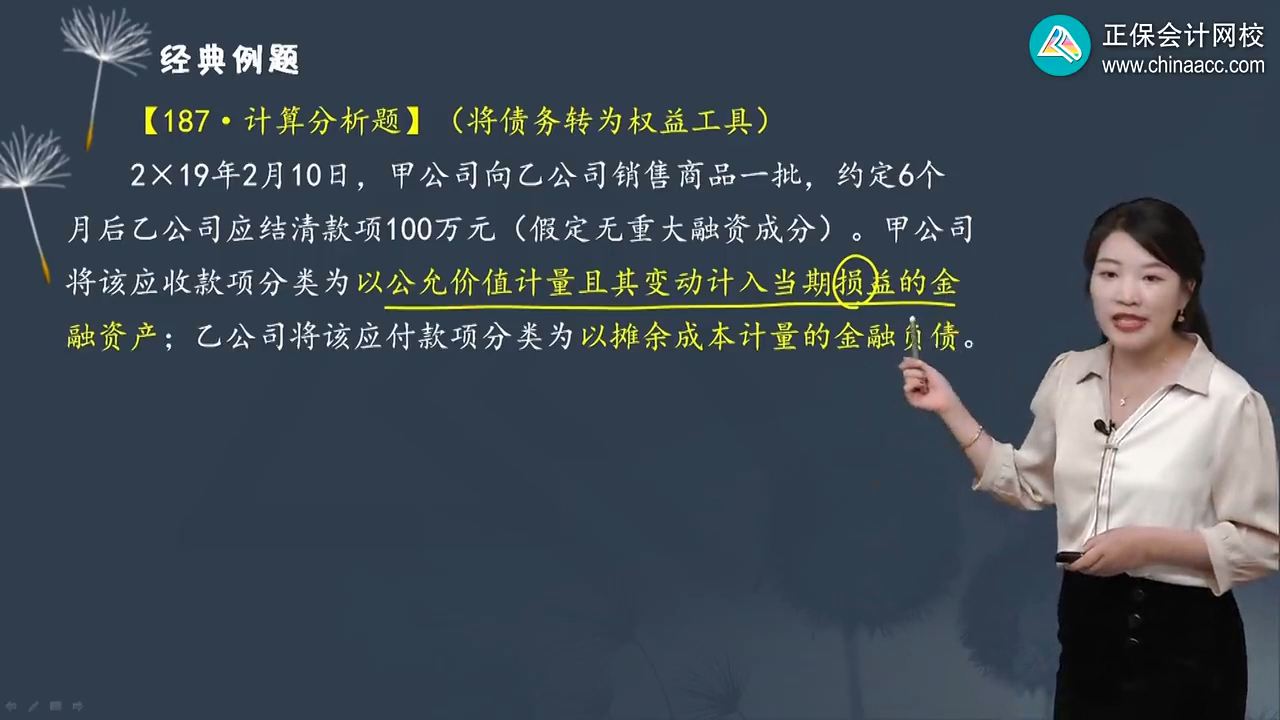 经典例题
正保会计网校
www.chinaacc.com
【187·计算分析题】（将债务转为权益工具）
2×19年2月10日，甲公司向乙公司销售商品一批，约定6个
月后乙公司应结清款项100万元（假定无重大融资成分）。甲公司
将该应收款项分类为以公允价值计量且其变动计入当期损益的金
融资产；乙公司将该应付款项分类为以摊余成本计量的金融负债。